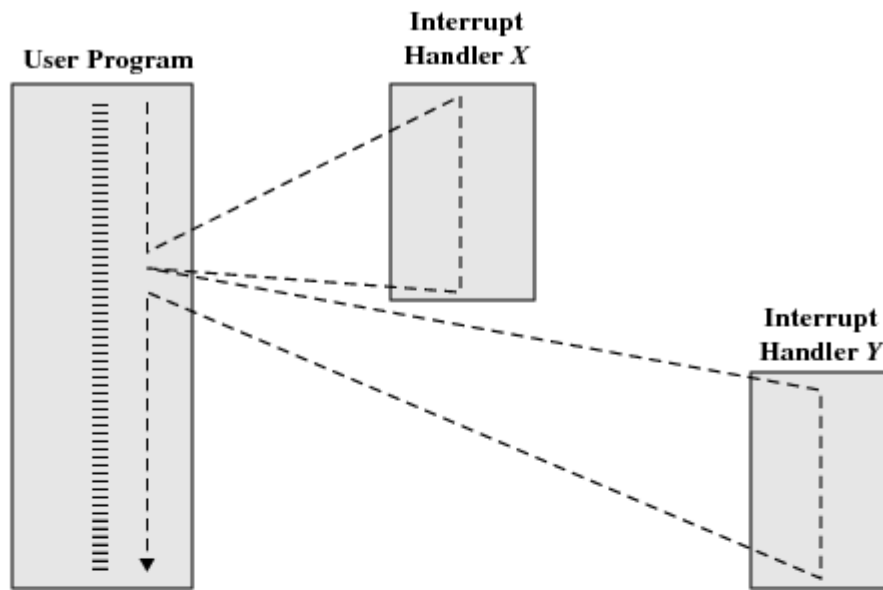 User Program
Interrupt
Handler X
Interrupt
Handler Y